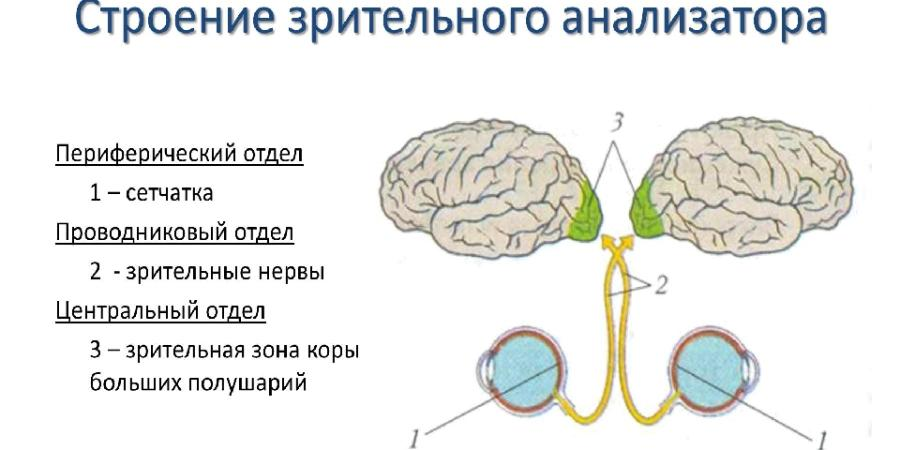 Строение зрительного анализатора
Периферический отдел
1 – сетчатка
Проводниковый отдел
2 - зрительные нервы
Центральный отдел
3 – зрительная зона коры
больших полушарий
3
2
1
1